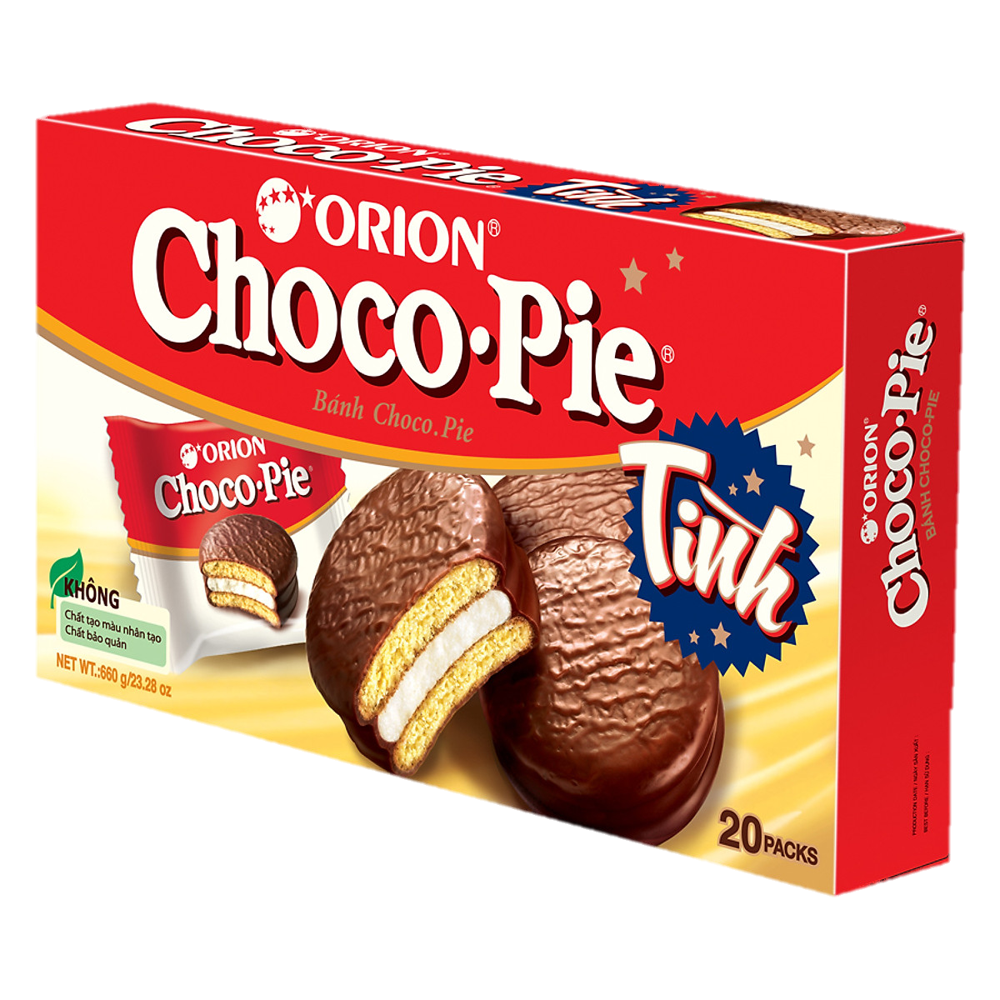 ORION®
Choco•Pie
Tình
ORION®
Choco•Pie®
Bánh Choco.Pie
Tình
ORION
Choco•Pie®
KHÔNG
Chất tạo màu nhân tạo
Chất bảo quản
NET WT.:660 g/23.28 oz
20 PACKS
ORION®
Choco•Pie®
BÁNH CHOCO-PIE
PRODUCTION DATE / NGÀY SẢN XUẤT :
BEST BEFORE / HẠN SỬ DỤNG :